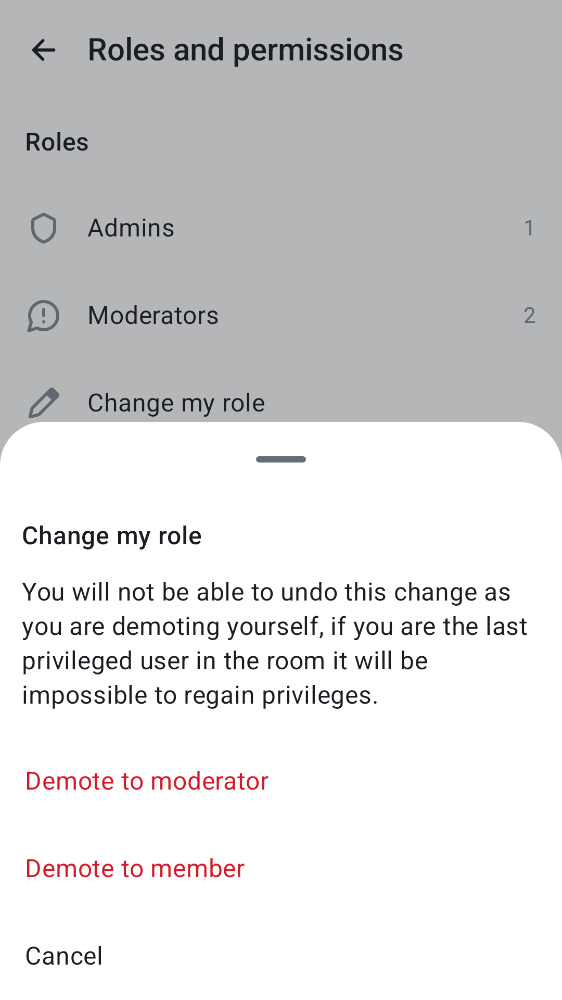 Roles and permissions
Roles
Admins 1
Moderators 2
Change my role
Change my role
You will not be able to undo this change as
you are demoting yourself, if you are the last
privileged user in the room it will be
impossible to regain privileges.
Demote to moderator
Demote to member
Cancel